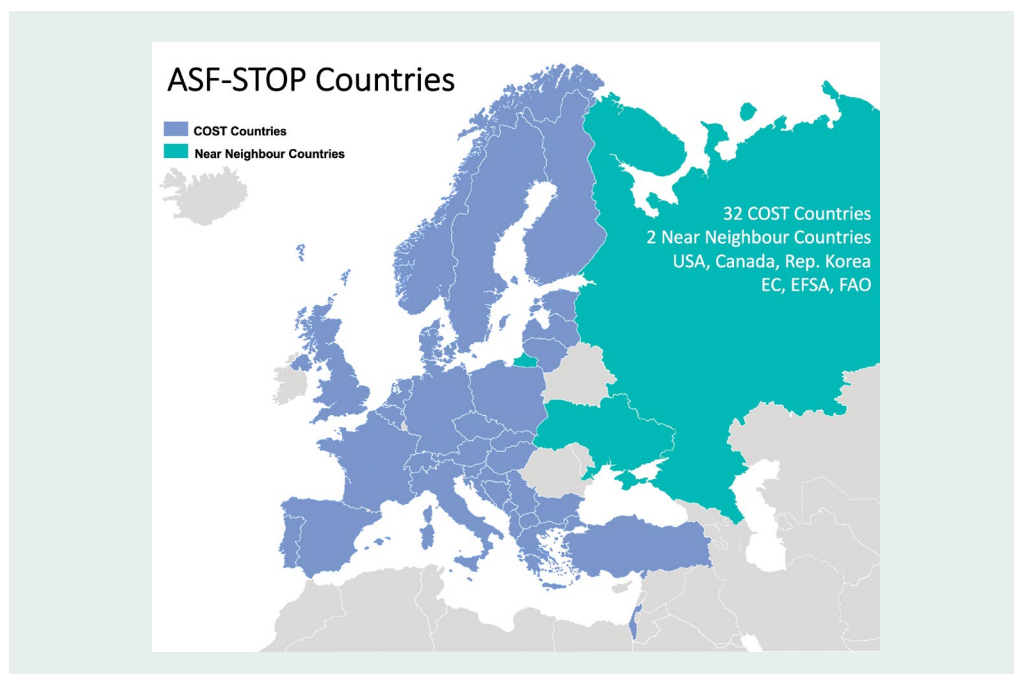 ASF-STOP Countries
COST Countries
Near Neighbour Countries
32 COST Countries
2 Near Neighbour Countries
USA, Canada, Rep. Korea
EC, EFSA, FAO